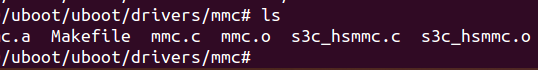 /uboot/uboot/drivers/mmc# ls
c.a  Makefile  mmc.c  mmc.o  s3c_hsmmc.c  s3c_hsmmc.o
/uboot/uboot/drivers/mmc#